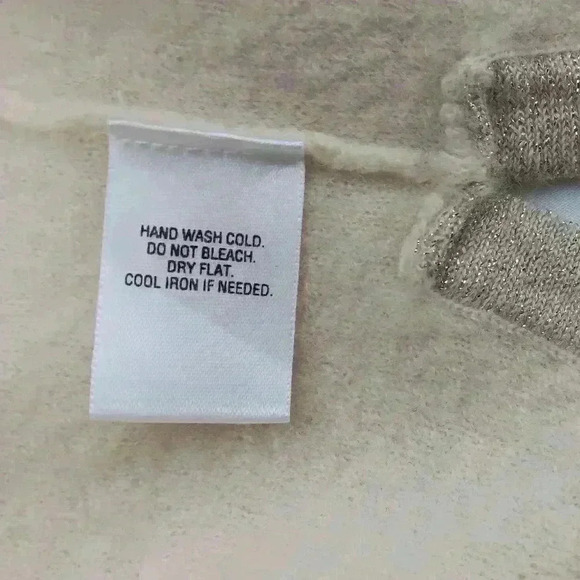 HAND WASH COLD.
DO NOT BLEACH.
DRY FLAT.
COOL IRON IF NEEDED.